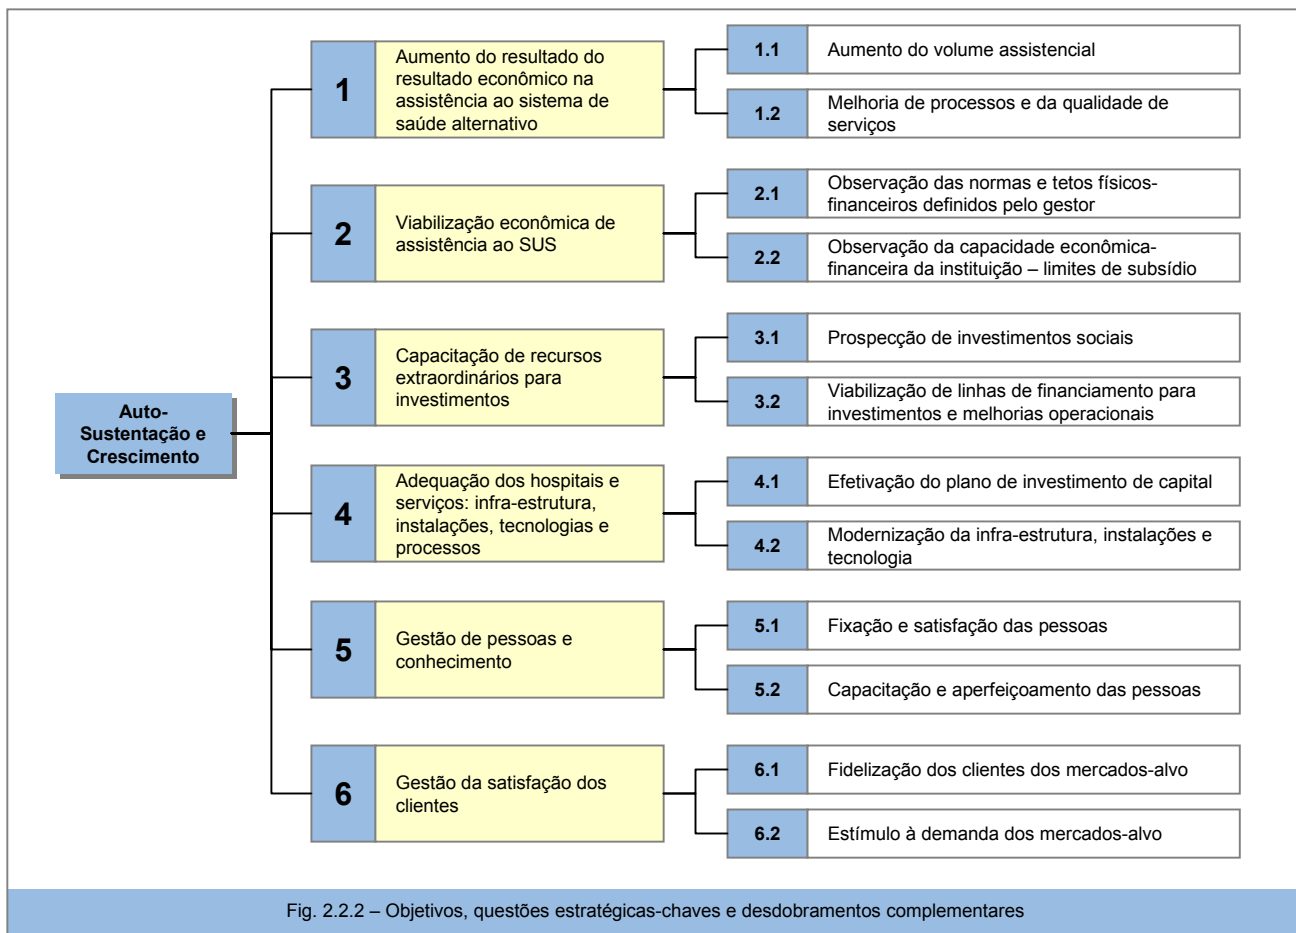 Auto-
Sustentação e
Crescimento
1
Aumento do resultado do
resultado econômico na
assistência ao sistema de
saúde alternativo
1.1
Aumento do volume assistencial
1.2
Melhoria de processos e da qualidade de
serviços
2
Viabilização econômica de
assistência ao SUS
2.1
Observação das normas e tetos físicos-
financeiros definidos pelo gestor
2.2
Observação da capacidade econômica-
financeira da instituição – limites de subsídio
3
Capacitação de recursos
extraordinários para
investimentos
3.1
Prospecção de investimentos sociais
3.2
Viabilização de linhas de financiamento para
investimentos e melhorias operacionais
4
Adequação dos hospitais e
serviços: infra-estrutura,
instalações, tecnologias e
processos
4.1
Efetivação do plano de investimento de capital
4.2
Modernização da infra-estrutura, instalações e
tecnologia
5
Gestão de pessoas e
conhecimento
5.1
Fixação e satisfação das pessoas
5.2
Capacitação e aperfeiçoamento das pessoas
6
Gestão da satisfação dos
clientes
6.1
Fidelização dos clientes dos mercados-alvo
6.2
Estímulo à demanda dos mercados-alvo
Fig. 2.2.2 – Objetivos, questões estratégicas-chaves e desdobramentos complementares